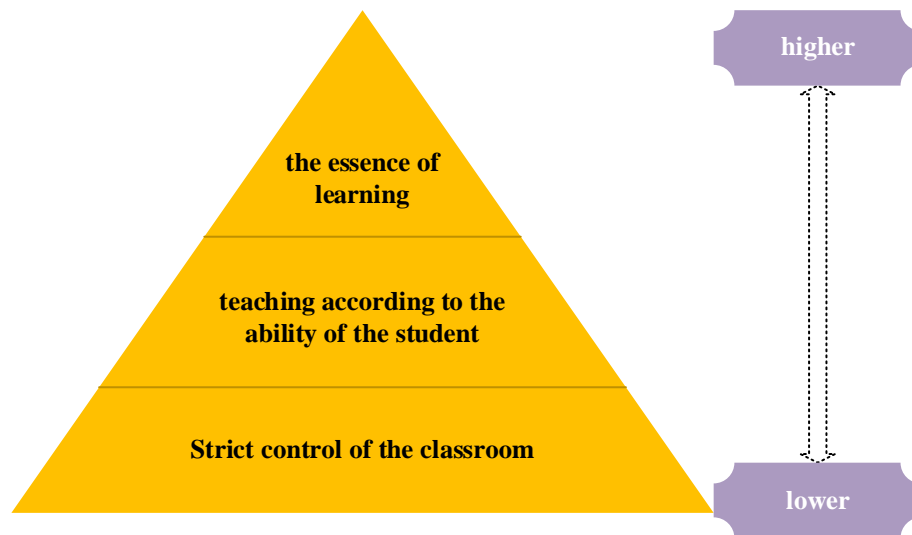 higher
the essence of
learning
teaching according to the
ability of the student
Strict control of the classroom
lower